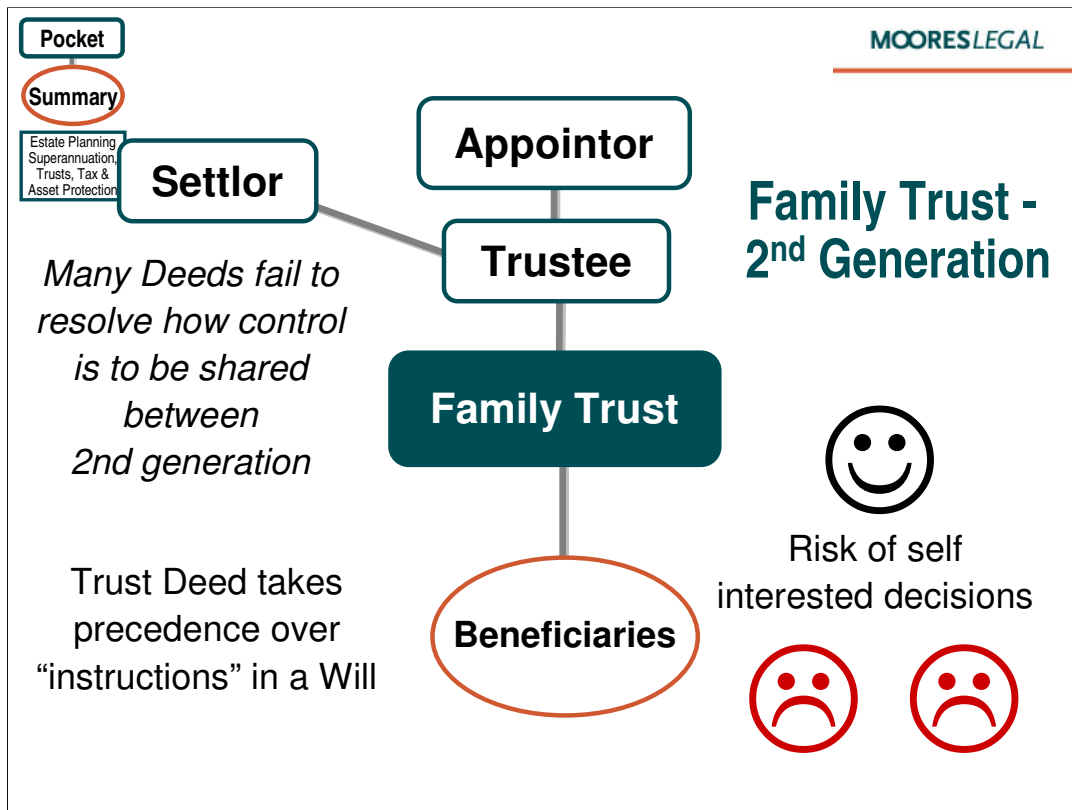 Pocket
Summary
Estate Planning
Superannuation,
Trusts, Tax &
Asset Protection
MOORESLEGAL
Settlor
Appointor
Trustee
Family Trust -
2nd Generation
Many Deeds fail to
resolve how control
is to be shared
between
2nd generation
Family Trust
Trust Deed takes
precedence over
“instructions” in a Will
Beneficiaries
Risk of self
interested decisions